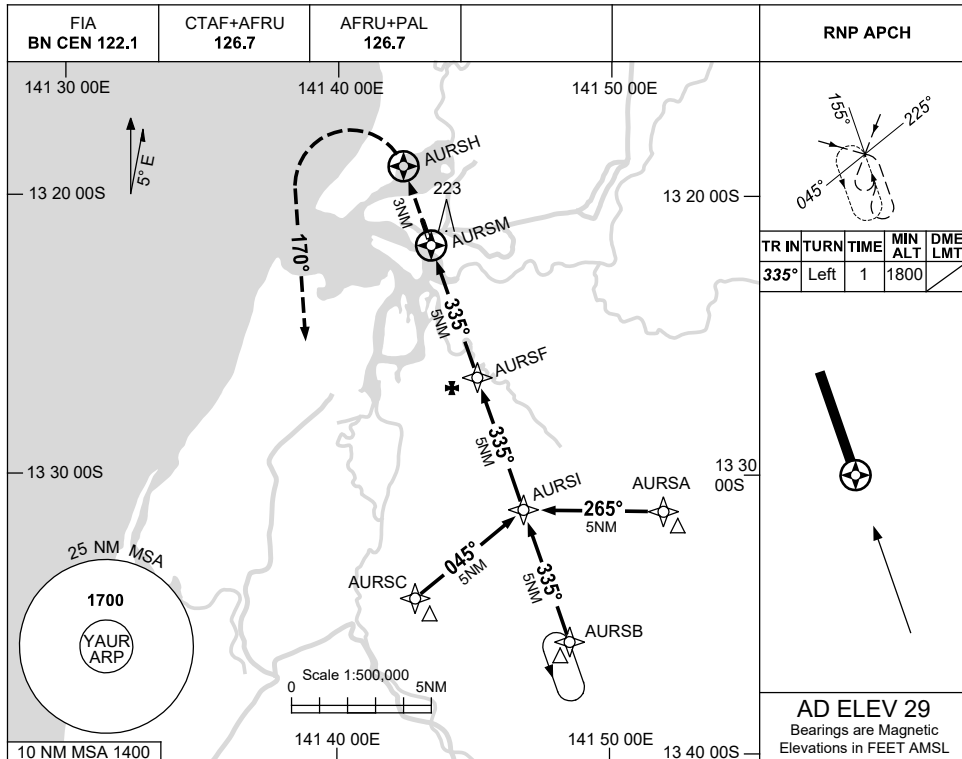 FIA
BN CEN 122.1
CTAF+AFRU
126.7
AFRU+PAL
126.7
RNP APCH
141 30 00E
141 40 00E
141 50 00E
5° E
13 20 00S
13 20 00S
AURSH
223
3NM
AURSM
170°
335°
5NM
AURSF
335°
5NM
13 30 00S
13 30
00S
AURSI
AURSA
265°
5NM
045°
5NM
AURSC
335°
5NM
AURSB
25 NM MSA
1700
YAUR
ARP
10 NM MSA 1400
Scale 1:500,000
0
5NM
141 40 00E
141 50 00E
13 40 00S
155°
225°
045°
TR IN
TURN
TIME
MIN
ALT
DME
LMT
335°
Left
1
1800
AD ELEV 29
Bearings are Magnetic
Elevations in FEET AMSL